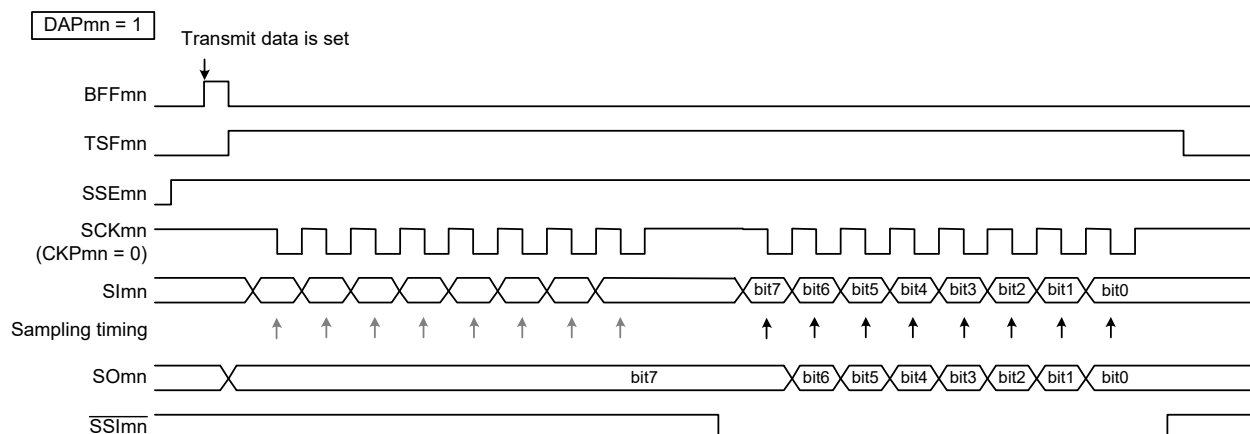 DAPmn = 1
Transmit data is set
BFFmn
TSFmn
SSEmn
SCKmn
(CKPmn = 0)
SImn bit7 bit6 bit5 bit4 bit3 bit2 bit1 bit0
Sampling timing
SOmn bit7 bit6 bit5 bit4 bit3 bit2 bit1 bit0
SSImn